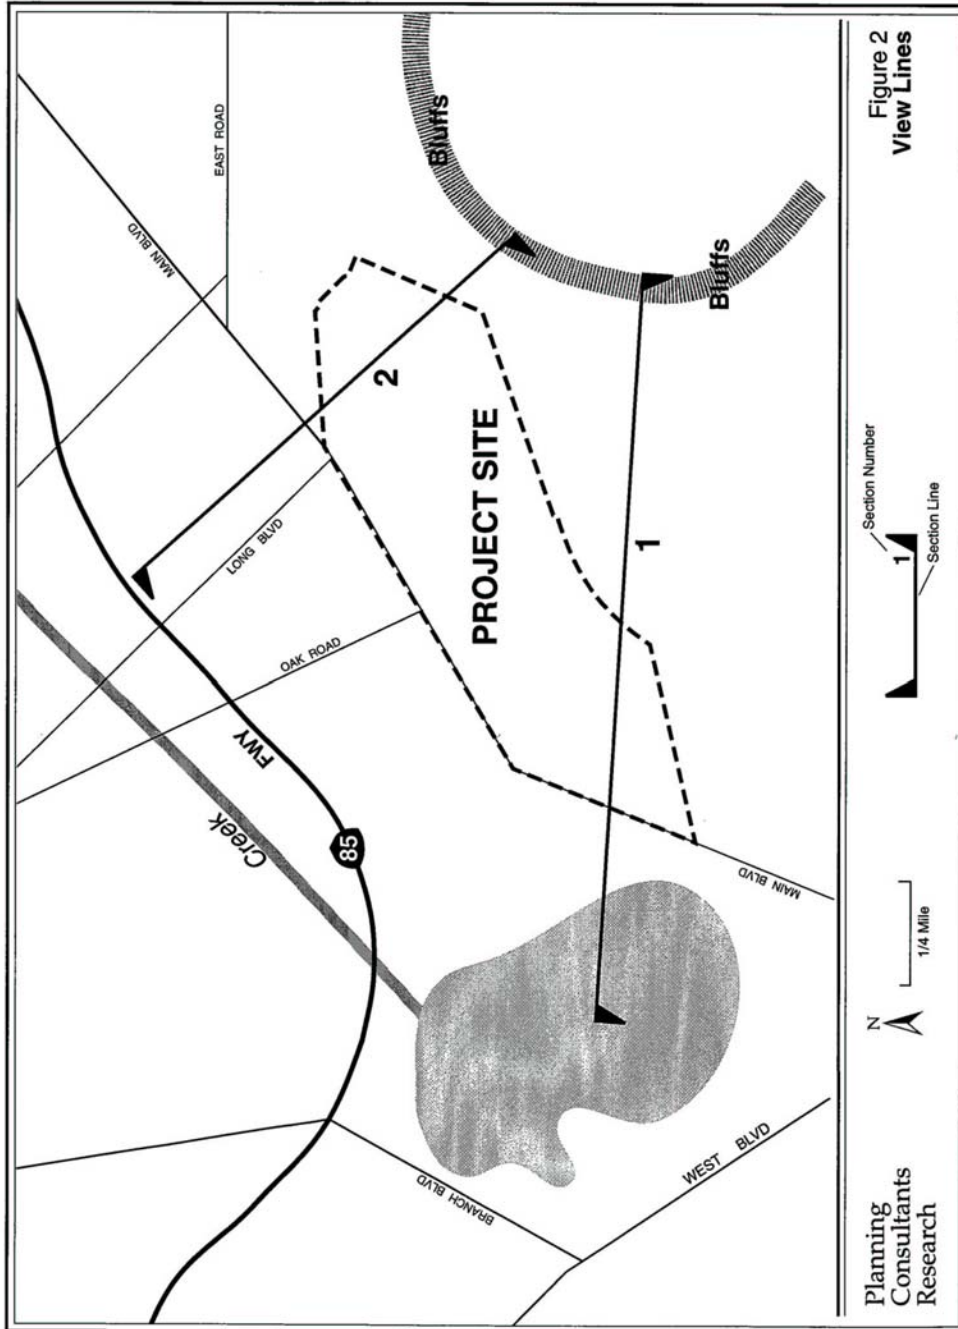 EAST ROAD
MAIN BLVD
Bluffs
Bluffs
2
LONG BLVD
OAK ROAD
PROJECT SITE
1
FWY
Creek
85
MAIN BLVD
BRANCH BLVD
WEST BLVD
Planning
Consultants
Research
N
1/4 Mile
1
Section Number
Section Line
Figure 2
View Lines